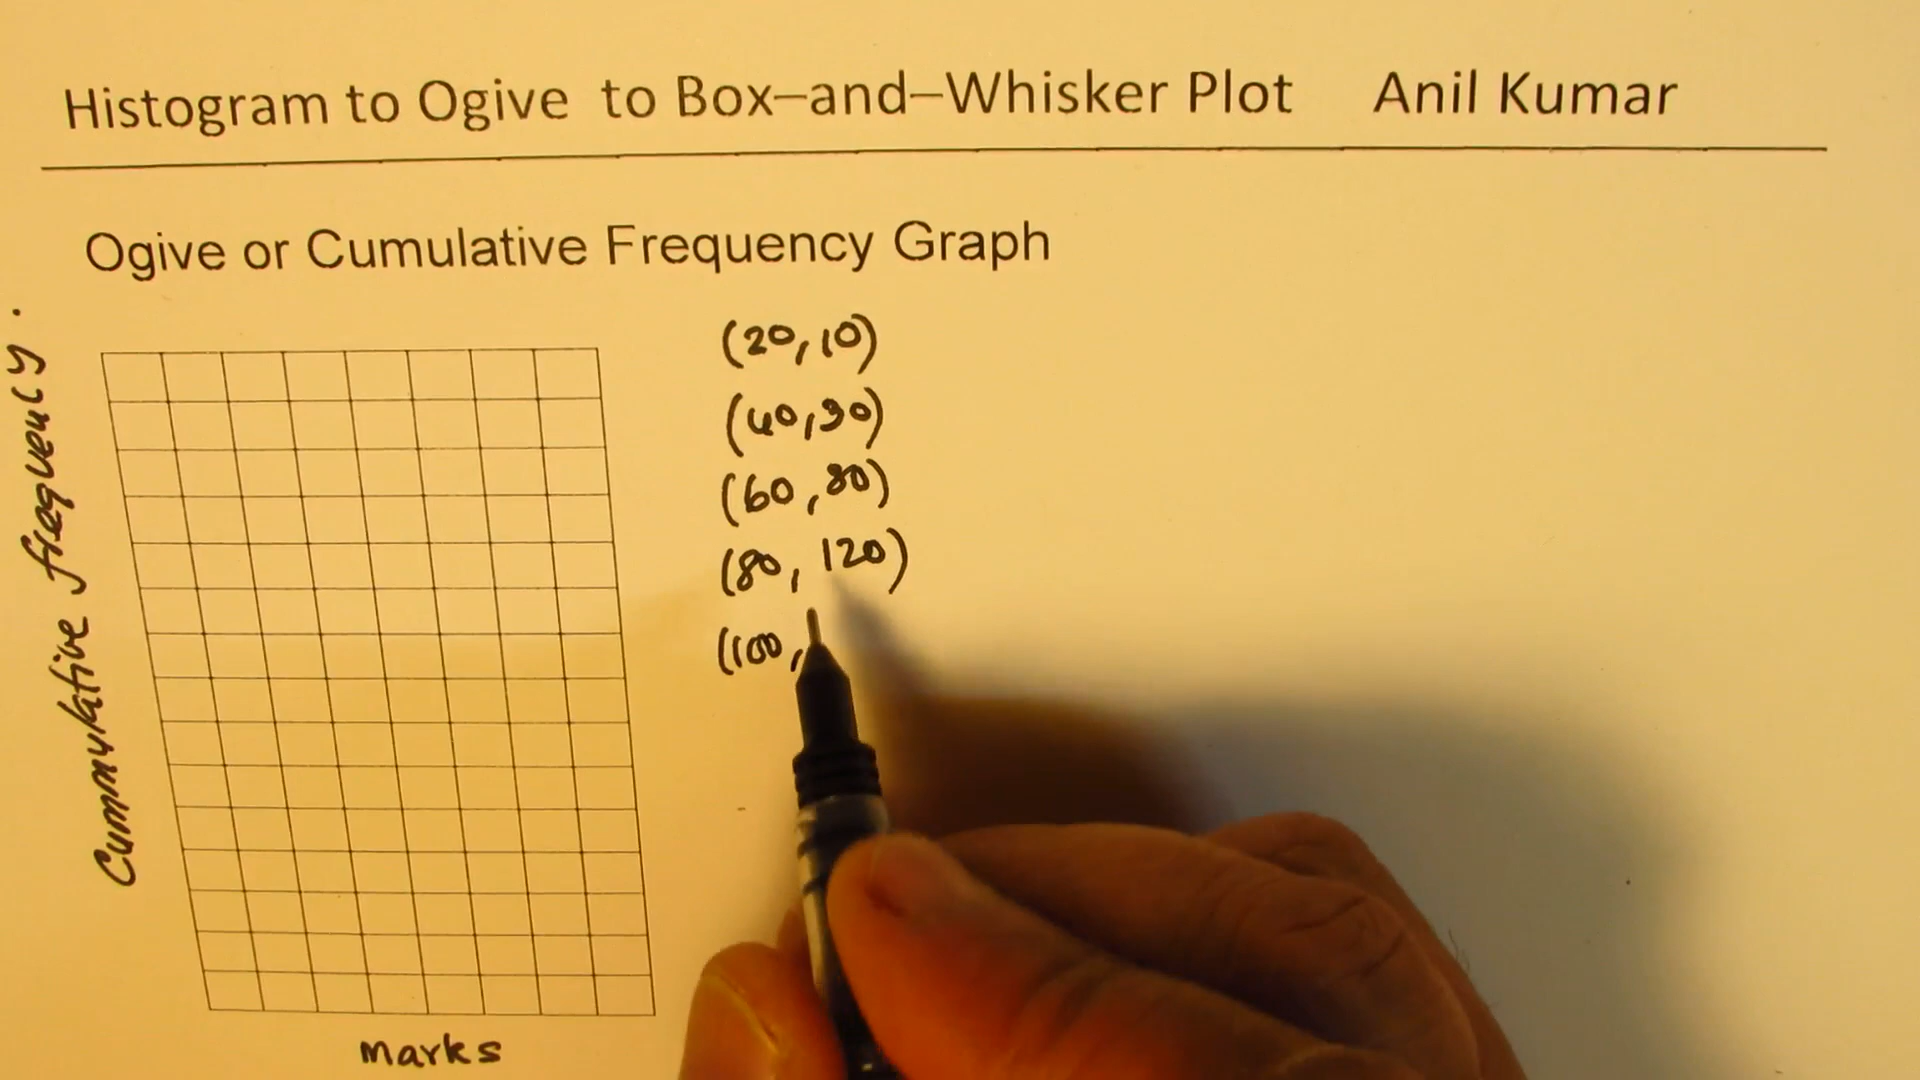 Histogram to Ogive to Box–and–Whisker Plot Anil Kumar
Ogive or Cumulative Frequency Graph
Cummulative frequency.
(20,10)
(40,30)
(60,80)
(80, 120)
(100,
marks